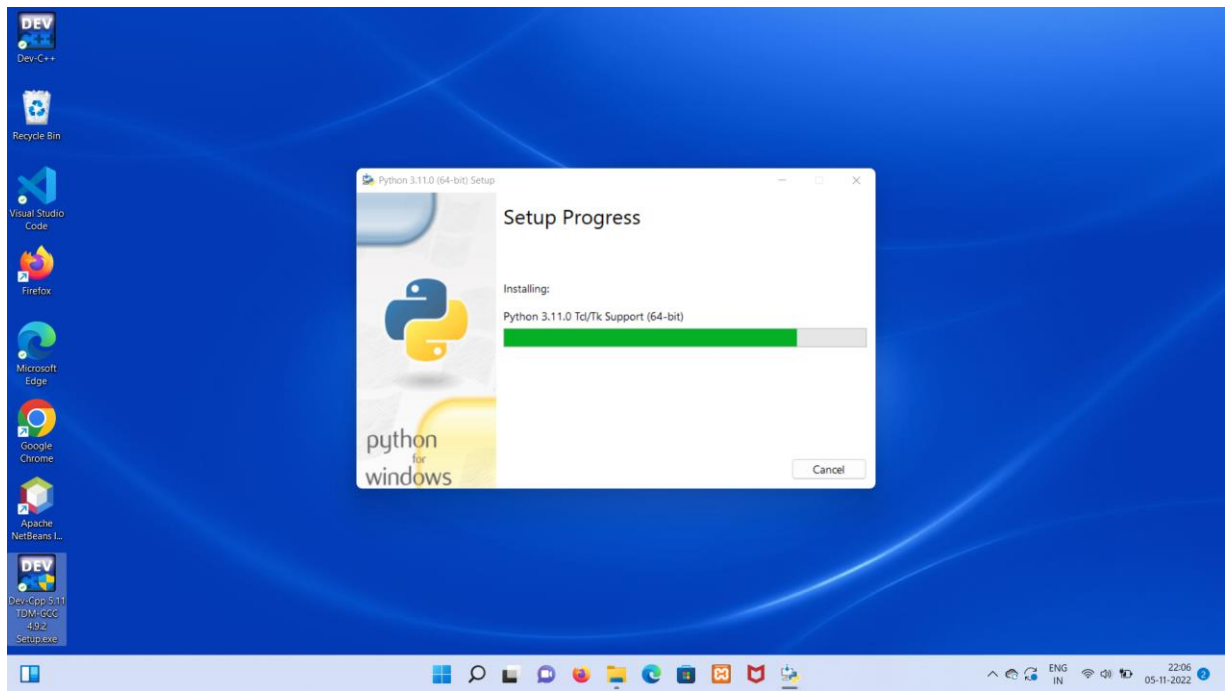 DEV
C++
Dev-C++
Recycle Bin
Visual Studio
Code
Firefox
Microsoft
Edge
Google
Chrome
Apache
NetBeans I...
DEV
Dev-Cpp 5.11
TDM-GCC
4.9.2
Setup.exe
Python 3.11.0 (64-bit) Setup
Setup Progress
Installing:
Python 3.11.0 Tcl/Tk Support (64-bit)
python
for
windows
Cancel
ENG
IN
22:06
05-11-2022
2